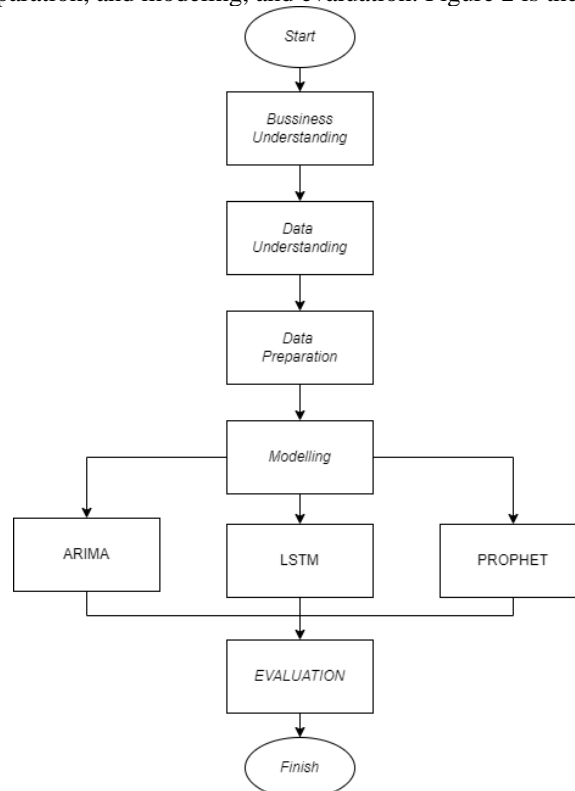 paration, and modeling, and evaluation. Figure 2 is the
Start
Bussiness
Understanding
Data
Understanding
Data
Preparation
Modelling
ARIMA
LSTM
PROPHET
EVALUATION
Finish